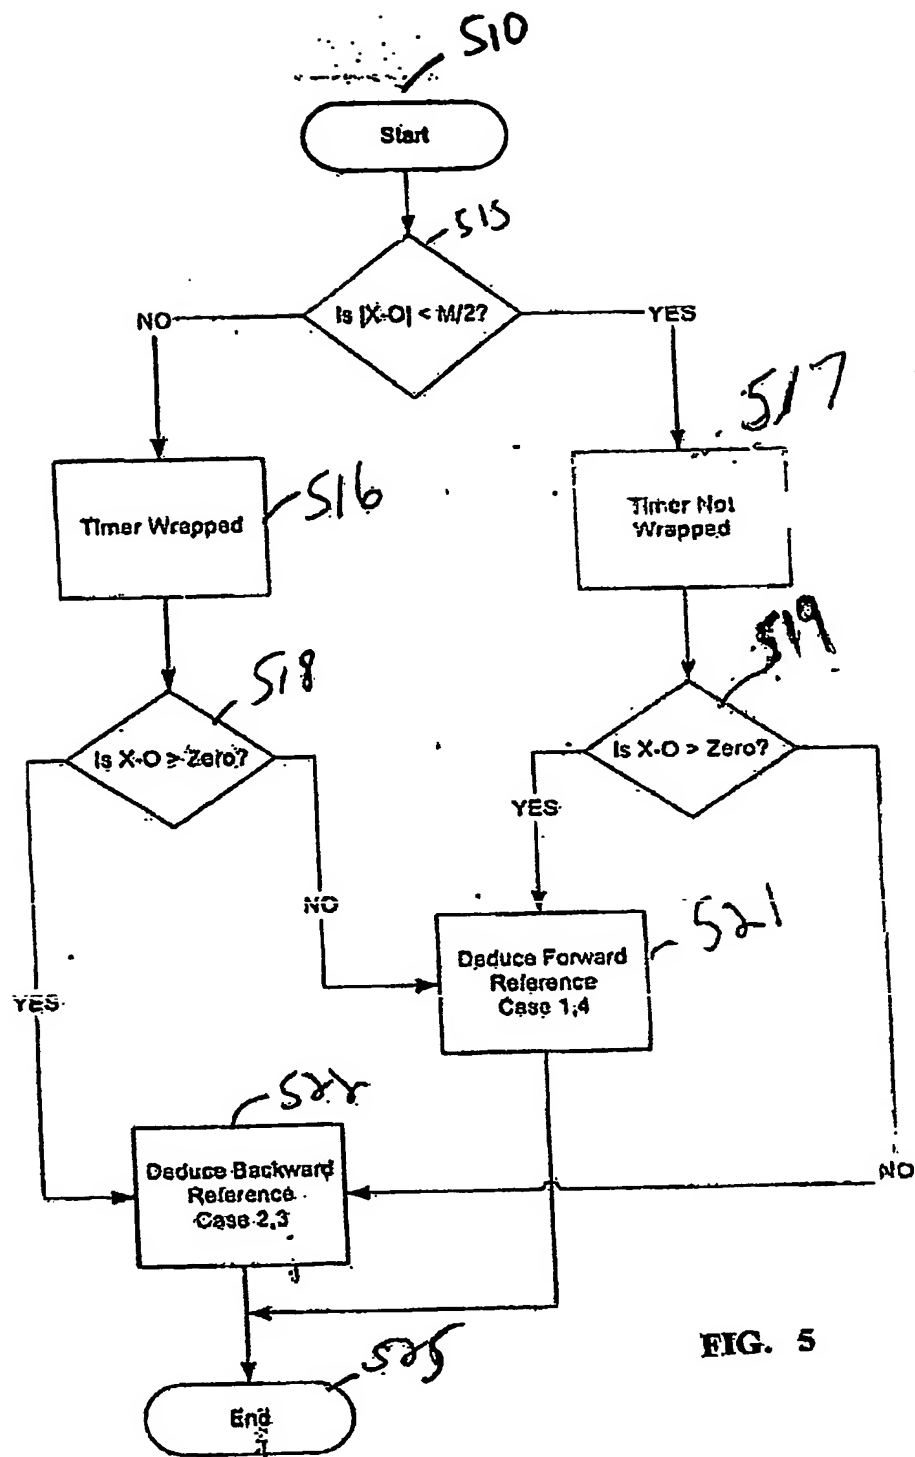 510
Start
515
Is |X-O| < M/2?
NO
YES
517
516
Timer Wrapped
Timer Not
Wrapped
518
519
Is X-O > Zero?
Is X-O > Zero?
YES
NO
521
Deduce Forward
Reference
Case 1,4
YES
522
Deduce Backward
Reference
Case 2,3
NO
525
FIG. 5
End